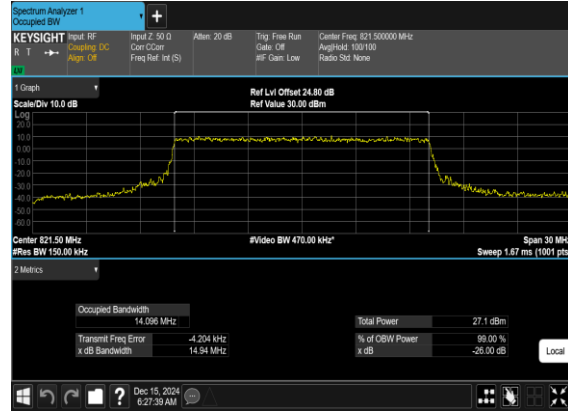 Spectrum Analyzer 1
Occupied BW
KEYSIGHT
R T
LM
Input: RF
Coupling: DC
Align: Off
Input Z: 50 Ω
Corr CCorr
Freq Ref: Int (S)
Atten: 20 dB
Trig: Free Run
Gate: Off
#IF Gain: Low
Center Freq: 821.500000 MHz
Avg|Hold: 100/100
Radio Std: None
1 Graph
Scale/Div 10.0 dB
Ref Lvl Offset 24.80 dB
Ref Value 30.00 dBm
Log
20.0
10.0
0.00
-10.0
-20.0
-30.0
-40.0
-50.0
-60.0
Center 821.50 MHz
#Video BW 470.00 kHz*
Span 30 MHz
#Res BW 150.00 kHz
Sweep 1.67 ms (1001 pts
2 Metrics
Occupied Bandwidth
14.096 MHz
Total Power 27.1 dBm
Transmit Freq Error -4.204 kHz
% of OBW Power 99.00 %
x dB Bandwidth 14.94 MHz
x dB -26.00 dB
Local
?
Dec 15, 2024
6:27:39 AM